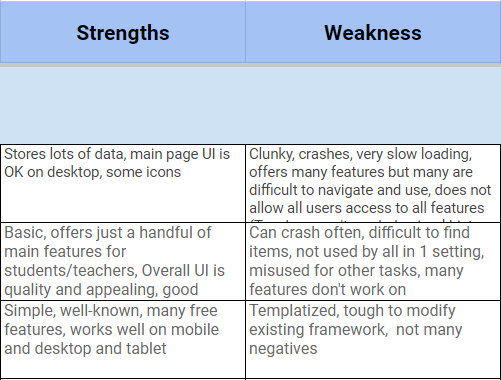 Strengths
Weakness
Stores lots of data, main page UI is
OK on desktop, some icons
Clunky, crashes, very slow loading,
offers many features but many are
difficult to navigate and use, does not
allow all users access to all features
Basic, offers just a handful of
main features for
students/teachers, Overall UI is
quality and appealing, good
Can crash often, difficult to find
items, not used by all in 1 setting,
misused for other tasks, many
features don't work on
Simple, well-known, many free
features, works well on mobile
and desktop and tablet
Templatized, tough to modify
existing framework, not many
negatives